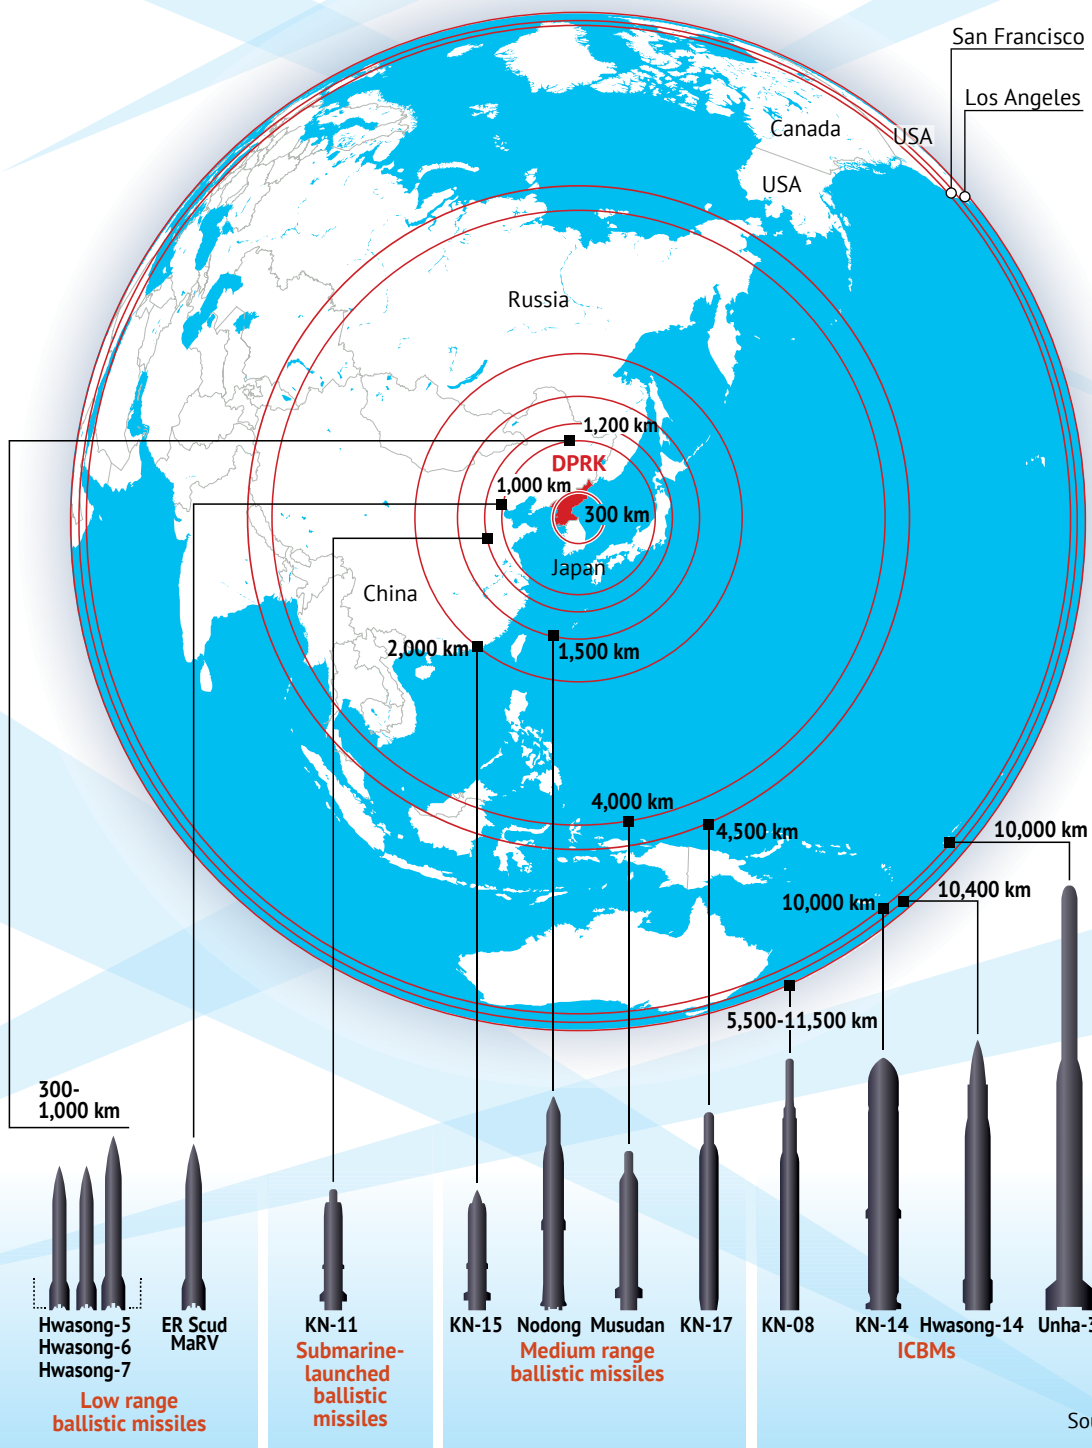 San Francisco
Los Angeles
Canada
USA
USA
Russia
1,200 km
DPRK
1,000 km
300 km
Japan
China
2,000 km
1,500 km
4,000 km
4,500 km
10,000 km
10,400 km
10,000 km
5,500-11,500 km
300-
1,000 km
Hwasong-5
Hwasong-6
Hwasong-7
Low range
ballistic missiles
ER Scud
MaRV
KN-11
Submarine-
launched
ballistic
missiles
KN-15
Nodong
Musudan
KN-17
Medium range
ballistic missiles
KN-08
KN-14
Hwasong-14
Unha-3
ICBMs